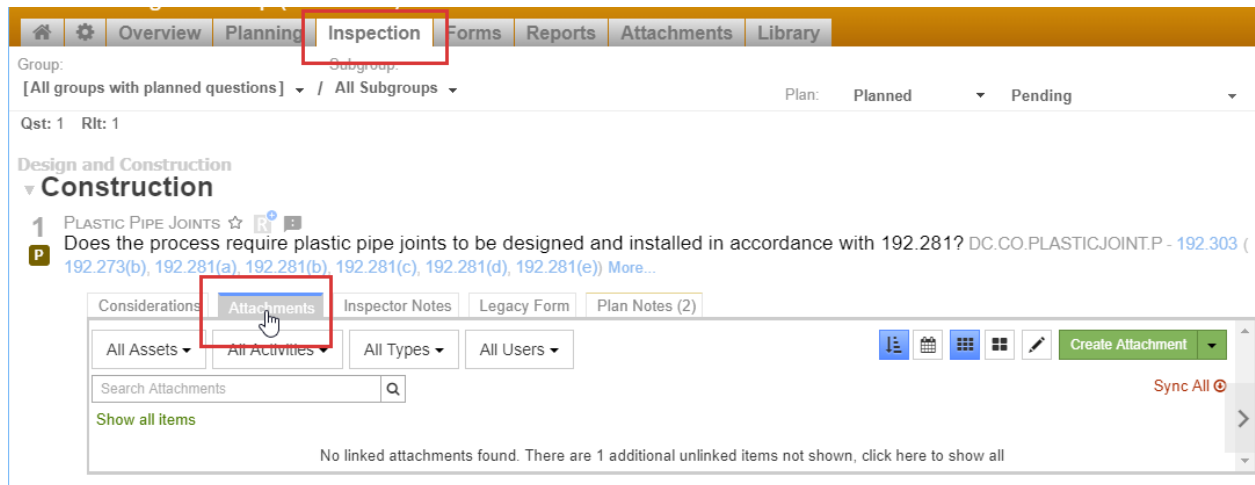 Overview Planning Inspection Forms Reports Attachments Library
Group: Subgroup:
[All groups with planned questions] / All Subgroups Plan: Planned Pending
Qst: 1 Rlt: 1
Design and Construction
Construction
1 PLASTIC PIPE JOINTS R
P Does the process require plastic pipe joints to be designed and installed in accordance with 192.281? DC.CO.PLASTICJOINT.P - 192.303 (
192.273(b), 192.281(a), 192.281(b), 192.281(c), 192.281(d), 192.281(e)) More...
Considerations Attachments Inspector Notes Legacy Form Plan Notes (2)
All Assets All Activities All Types All Users Create Attachment
Search Attachments Sync All
Show all items
No linked attachments found. There are 1 additional unlinked items not shown, click here to show all